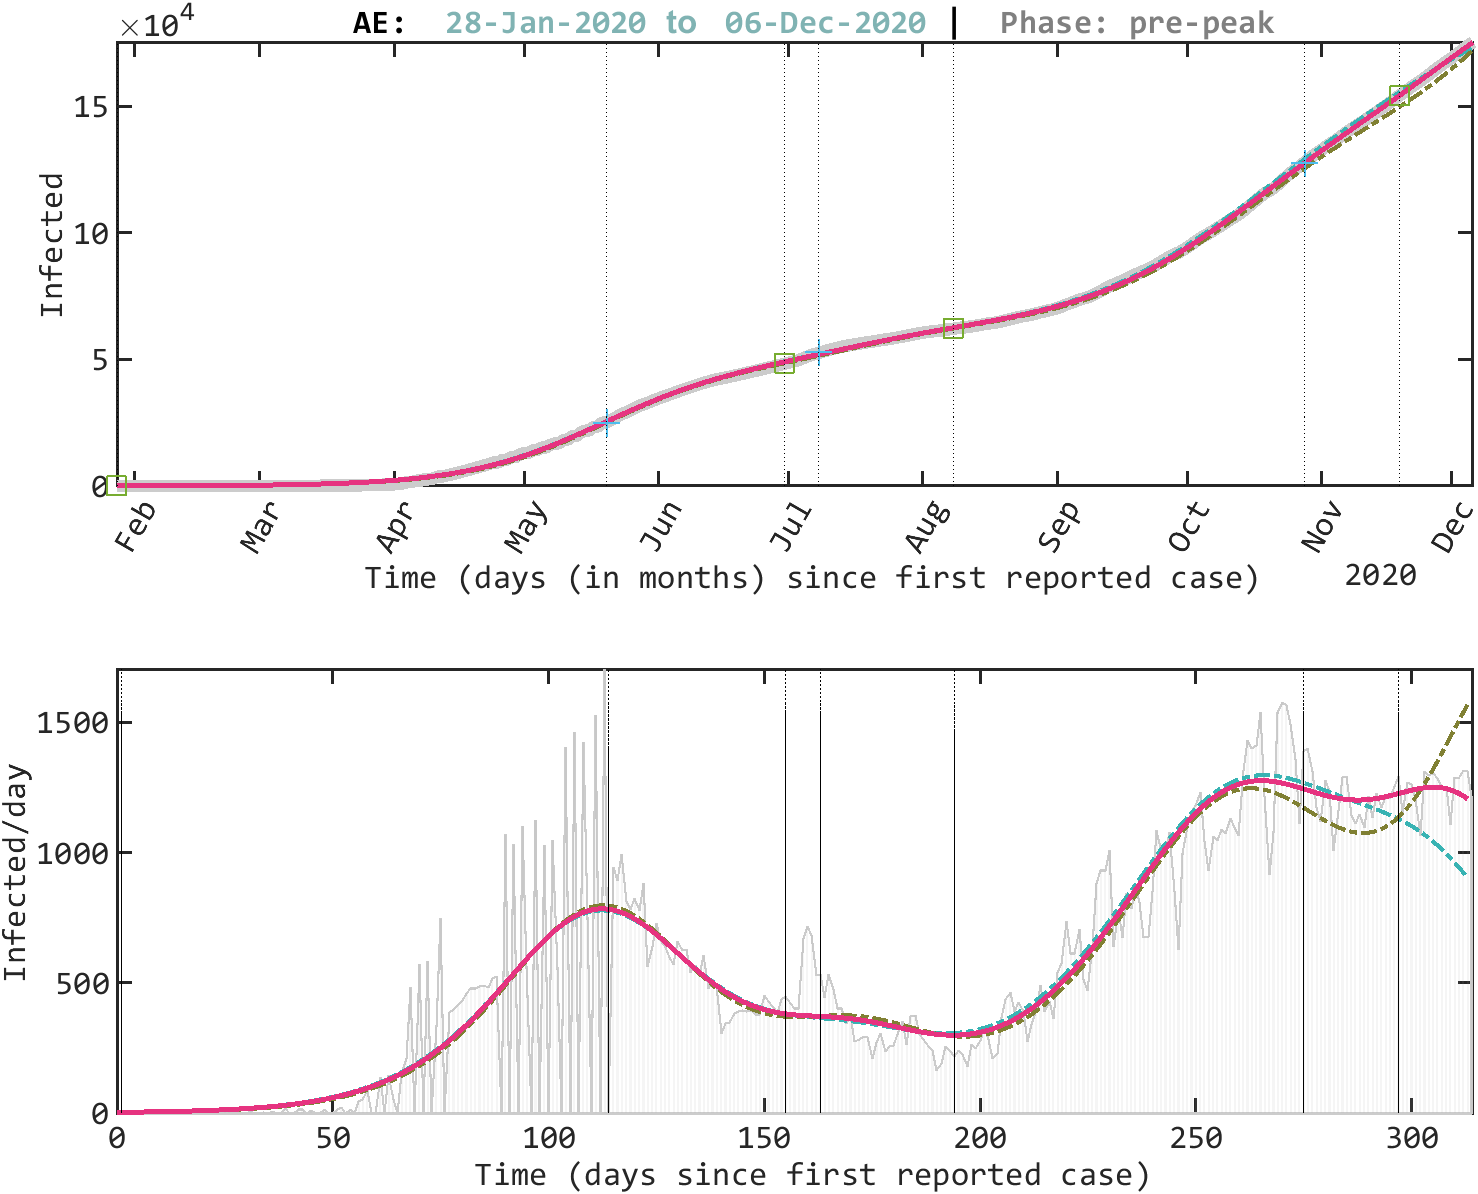 ×10^4
AE: 28-Jan-2020 to 06-Dec-2020 | Phase: pre-peak
15
10
5
0
Infected
Feb Mar Apr May Jun Jul Aug Sep Oct Nov Dec
Time (days (in months) since first reported case) 2020
1500
1000
500
0
Infected/day
0 50 100 150 200 250 300
Time (days since first reported case)